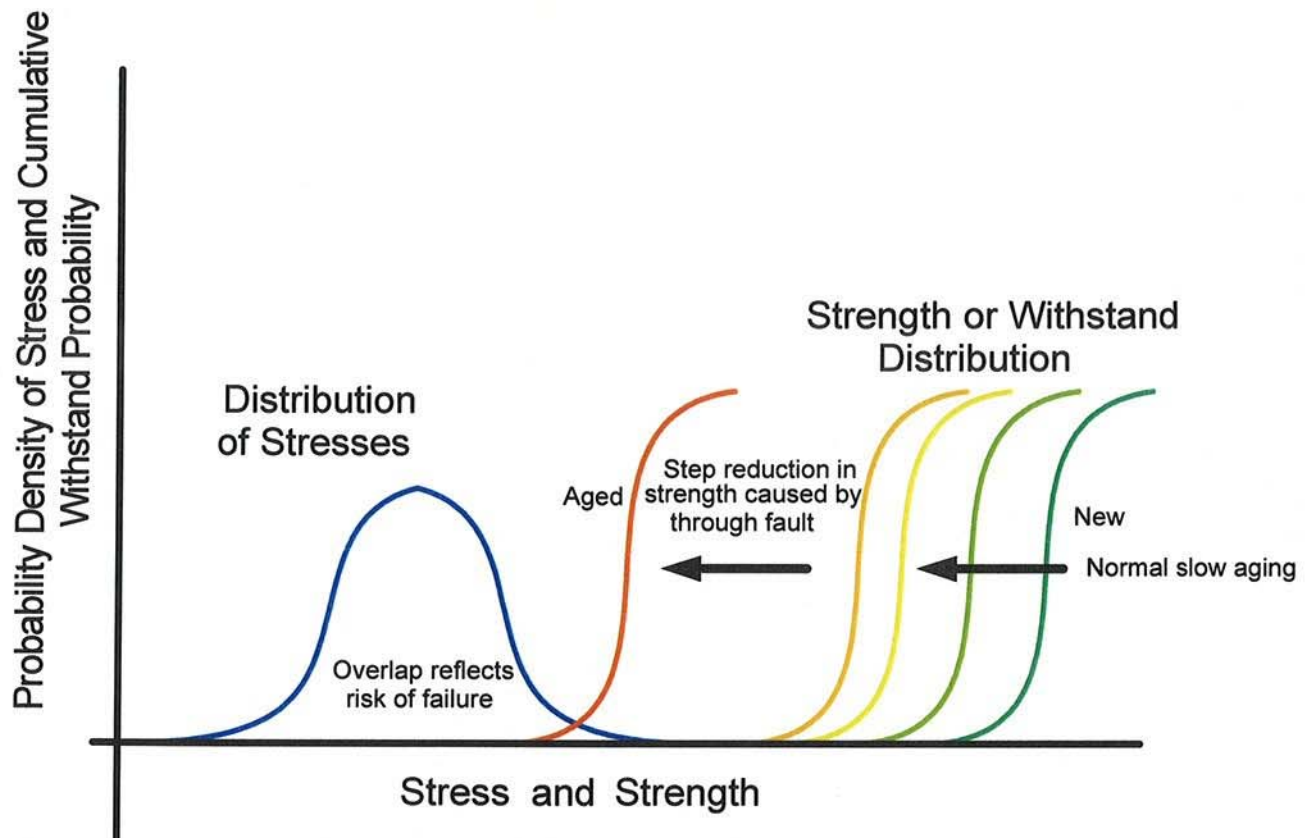 Probability Density of Stress and Cumulative
Withstand Probability
Strength or Withstand
Distribution
Distribution
of Stresses
Aged
Step reduction in
strength caused by
through fault
New
Normal slow aging
Overlap reflects
risk of failure
Stress and Strength